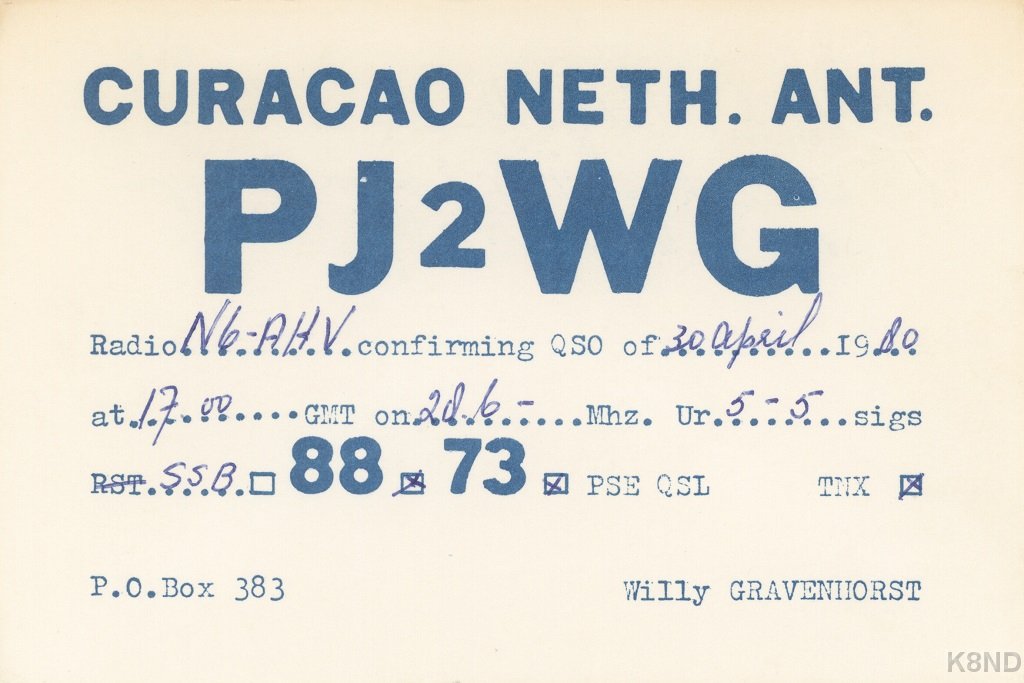 CURACAO NETH. ANT.
PJ2WG
Radio N6-AHV confirming QSO of 30 april 1980
at 17.00 GMT on 28.6- Mhz. Ur 5-5 sigs
RST SSB ☐ 88 ☒ 73 ☒ PSE QSL TNX ☒
P.O.Box 383 Willy GRAVENHORST
K8ND